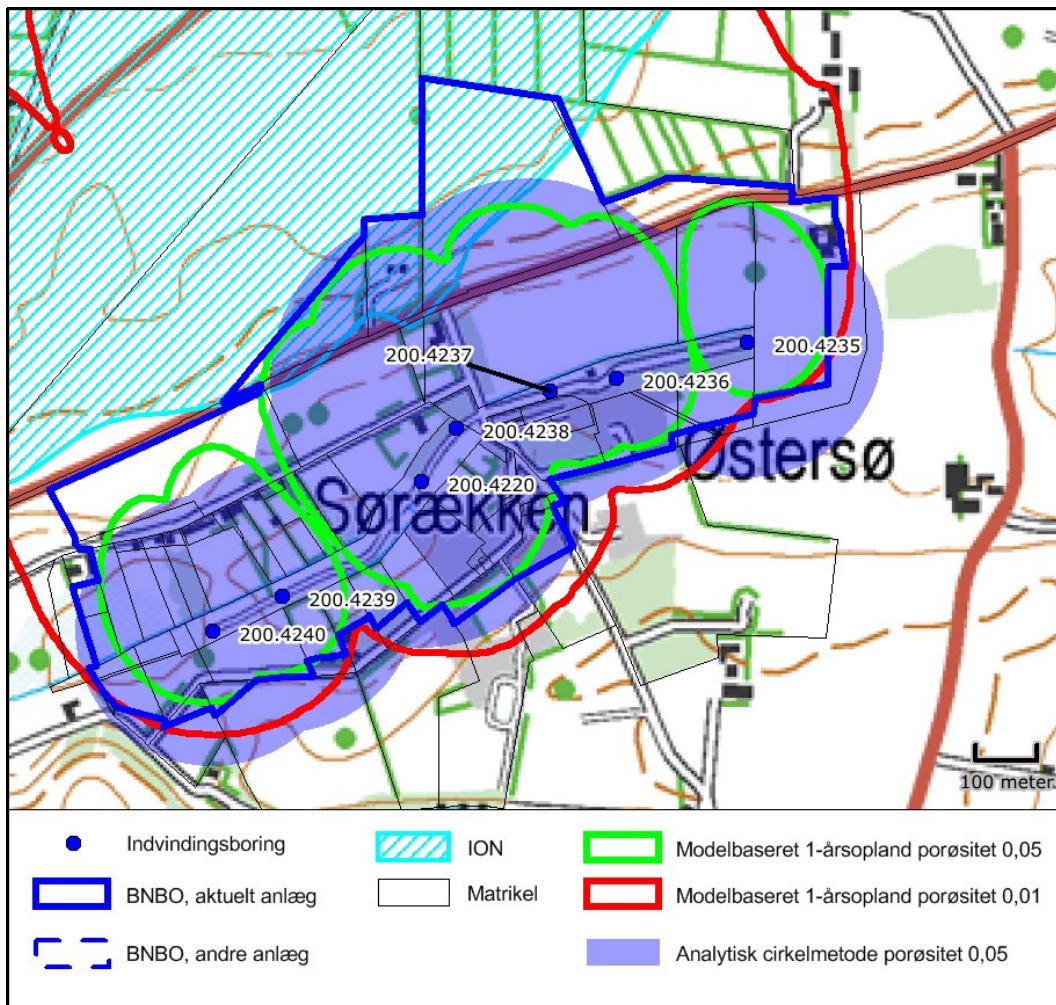 200.4237
200.4235
200.4236
200.4238
Østersø
200.4220
Sørækken
200.4239
200.4240
100 meter
Indvindingsboring
ION
Modelbaseret 1-årsopland porøsitet 0,05
BNBO, aktuelt anlæg
Matrikel
Modelbaseret 1-årsopland porøsitet 0,01
BNBO, andre anlæg
Analytisk cirkelmetode porøsitet 0,05